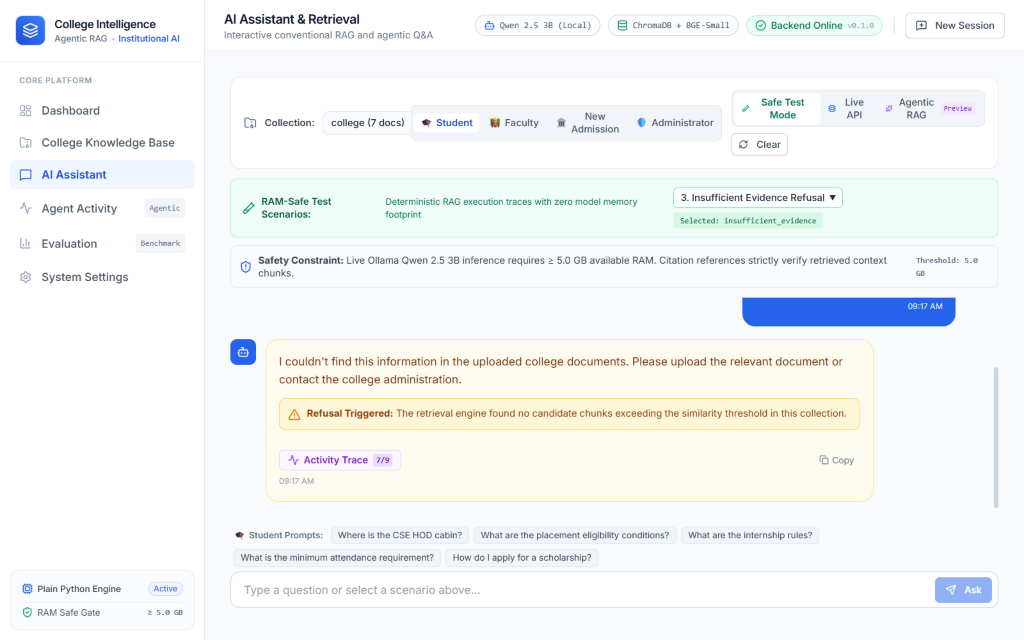 College Intelligence
Agentic RAG • Institutional AI
CORE PLATFORM
Dashboard
College Knowledge Base
AI Assistant
Agent Activity Agentic
Evaluation Benchmark
System Settings
Plain Python Engine Active
RAM Safe Gate ≥ 5.0 GB
AI Assistant & Retrieval
Interactive conventional RAG and agentic Q&A
Qwen 2.5 3B (Local)
ChromaDB + BGE-Small
Backend Online v0.1.0
New Session
Collection: college (7 docs)
Student
Faculty
New
Admission
Administrator
Safe Test
Mode
Live
API
Agentic
RAG
Preview
Clear
RAM-Safe Test
Scenarios:
Deterministic RAG execution traces with zero model memory
footprint
3. Insufficient Evidence Refusal ▼
Selected: insufficient_evidence
Safety Constraint: Live Ollama Qwen 2.5 3B inference requires ≥ 5.0 GB available RAM. Citation references strictly verify retrieved context
chunks.
Threshold: 5.0
GB
09:17 AM
I couldn't find this information in the uploaded college documents. Please upload the relevant document or
contact the college administration.
Refusal Triggered: The retrieval engine found no candidate chunks exceeding the similarity threshold in this collection.
Activity Trace 7/9
Copy
09:17 AM
Student Prompts: Where is the CSE HOD cabin? What are the placement eligibility conditions? What are the internship rules?
What is the minimum attendance requirement? How do I apply for a scholarship?
Type a question or select a scenario above...
Ask